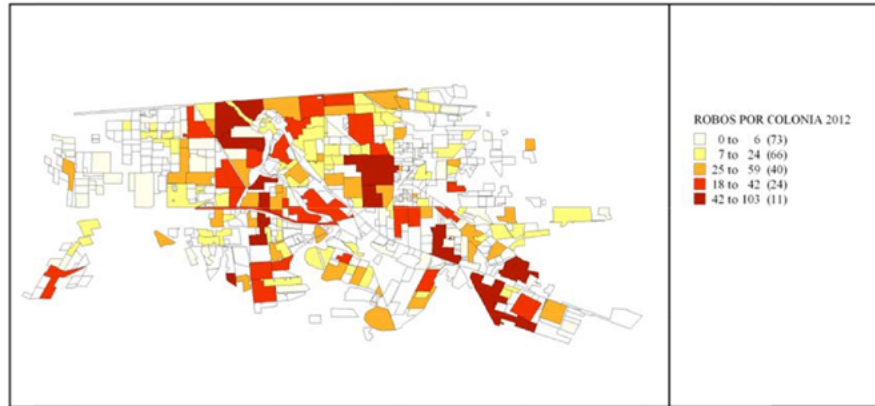 ROBOS POR COLONIA 2012
0 to 6 (73)
7 to 24 (66)
25 to 59 (40)
18 to 42 (24)
42 to 103 (11)